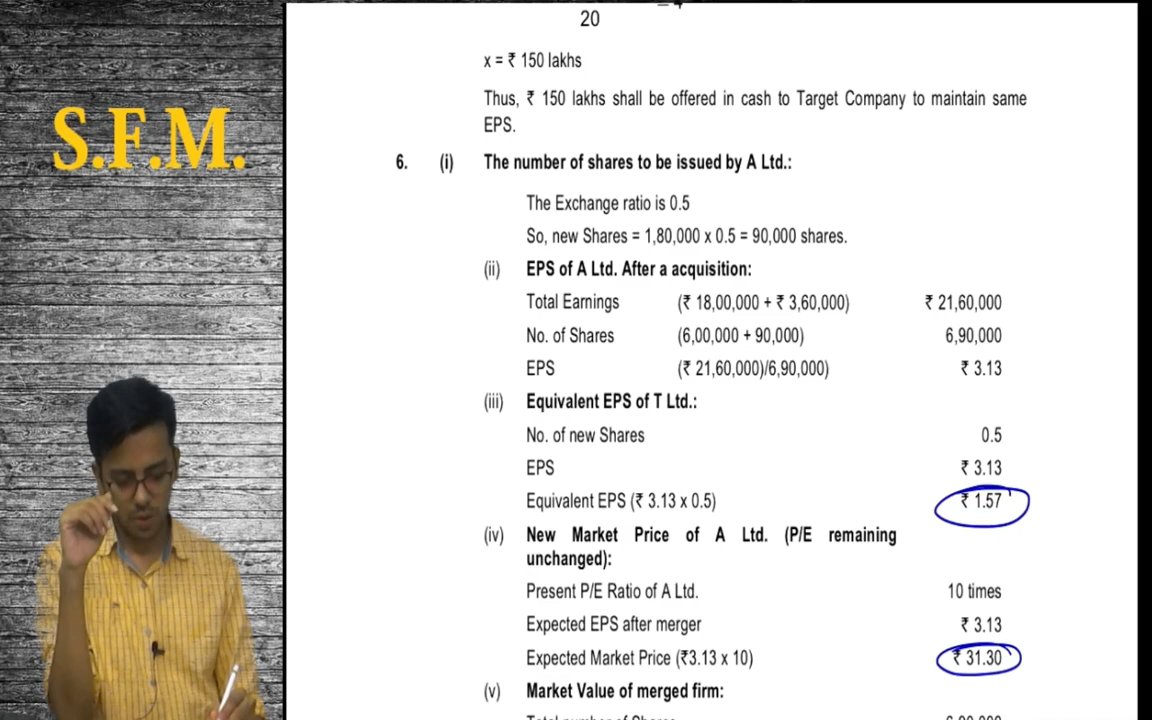 S.F.M.
20
x = ₹ 150 lakhs
Thus, ₹ 150 lakhs shall be offered in cash to Target Company to maintain same
EPS.
6. (i) The number of shares to be issued by A Ltd.:
The Exchange ratio is 0.5
So, new Shares = 1,80,000 x 0.5 = 90,000 shares.
(ii) EPS of A Ltd. After a acquisition:
Total Earnings (₹ 18,00,000 + ₹ 3,60,000) ₹ 21,60,000
No. of Shares (6,00,000 + 90,000) 6,90,000
EPS (₹ 21,60,000)/6,90,000) ₹ 3.13
(iii) Equivalent EPS of T Ltd.:
No. of new Shares 0.5
EPS ₹ 3.13
Equivalent EPS (₹ 3.13 x 0.5) ₹ 1.57
(iv) New Market Price of A Ltd. (P/E remaining
unchanged):
Present P/E Ratio of A Ltd. 10 times
Expected EPS after merger ₹ 3.13
Expected Market Price (₹3.13 x 10) ₹ 31.30
(v) Market Value of merged firm:
Total number of Shares